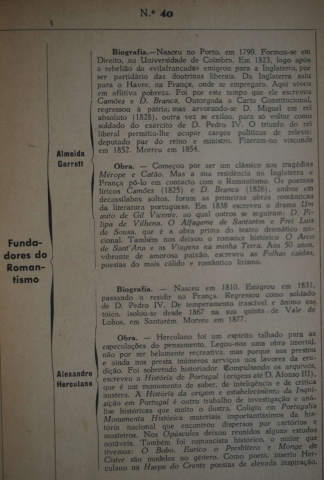 N.º 40
Biografia.—Nasceu no Porto, em 1799. Formou-se em
Direito, na Universidade de Coimbra. Em 1823, logo após
a rebelião da vilafrancada emigrou para a Inglaterra, por
ser partidário das doutrinas liberais. Da Inglaterra saiu
para o Havre, na França, onde se empregara. Aqui viveu
em aflitiva pobreza. Foi por este tempo que ele escreveu
Camões e D. Branca. Outorgada a Carta Constitucional,
regressou à pátria; mas arvorando-se D. Miguel em rei
absoluto (1828), outra vez se exilou, para só voltar como
soldado do exército de D. Pedro IV. O triunfo do rei
liberal permitiu-lhe ocupar cargos políticos de relevo:
deputado, par do reino e ministro. Fizeram-no visconde
em 1852. Morreu em 1854.
Almeida
Garrett
Obra. — Começou por ser um clássico nas tragédias
Mérope e Catão. Mas a sua residência na Inglaterra e
França pô-lo em contacto com o Romantismo. Os poemas
líricos Camões (1825) e D. Branca (1826), ambos em
decassílabos soltos, foram as primeiras obras românticas
da literatura portuguesa. Em 1838 escreveu o drama Um
auto de Gil Vicente, ao qual outros se seguiram: D. Fi-
lipa de Vilhena, O Alfageme de Santarém e Frei Luís
de Sousa, que é a obra prima do teatro dramático na-
cional. Também nos deixou o romance histórico O Arco
de Sant'Ana e as Viagens na minha Terra. Aos 50 anos,
vibrante de amorosa paixão, escreveu as Folhas caídas,
poesias do mais cálido e romântico lirismo.
Funda-
dores do
Roman-
tismo
Biografia. — Nasceu em 1810. Emigrou em 1831,
passando a residir na França. Regressou como soldado
de D. Pedro IV. De temperamento irascível e ânimo es-
tóico, isolou-se desde 1867 na sua quinta de Vale de
Lobos, em Santarém. Morreu em 1877.
Alexandre
Herculano
Obra. — Herculano foi um espírito talhado para as
especulações do pensamento. Legou-nos uma obra imortal,
não por ser belamente recreativa, mas porque nos prestou
e ainda nos presta inúmeros serviços nos labores da eru-
dição. Foi sobretudo historiador. Compulsando os arquivos,
escreveu a História de Portugal (origens até D. Afonso III),
que é um monumento de saber, de inteligência e de crítica
austera. A História da origem e estabelecimento da Inqui-
sição em Portugal é outro trabalho de investigação e aná-
lise históricas que muito o ilustra. Coligiu em Portugaliæ
Monumenta Historica materiais importantíssimos da his-
tória nacional que encontrou dispersos por cartórios e
mosteiros. Nos Opúsculos deixou reunidos alguns estudos
notáveis. Também foi romancista histórico, o maior que
tivemos: O Bobo, Eurico o Presbítero e Monge de
Cister são modelos no género. Como poeta, inseriu Her-
culano na Harpa do Crente poesias de elevada inspiração,